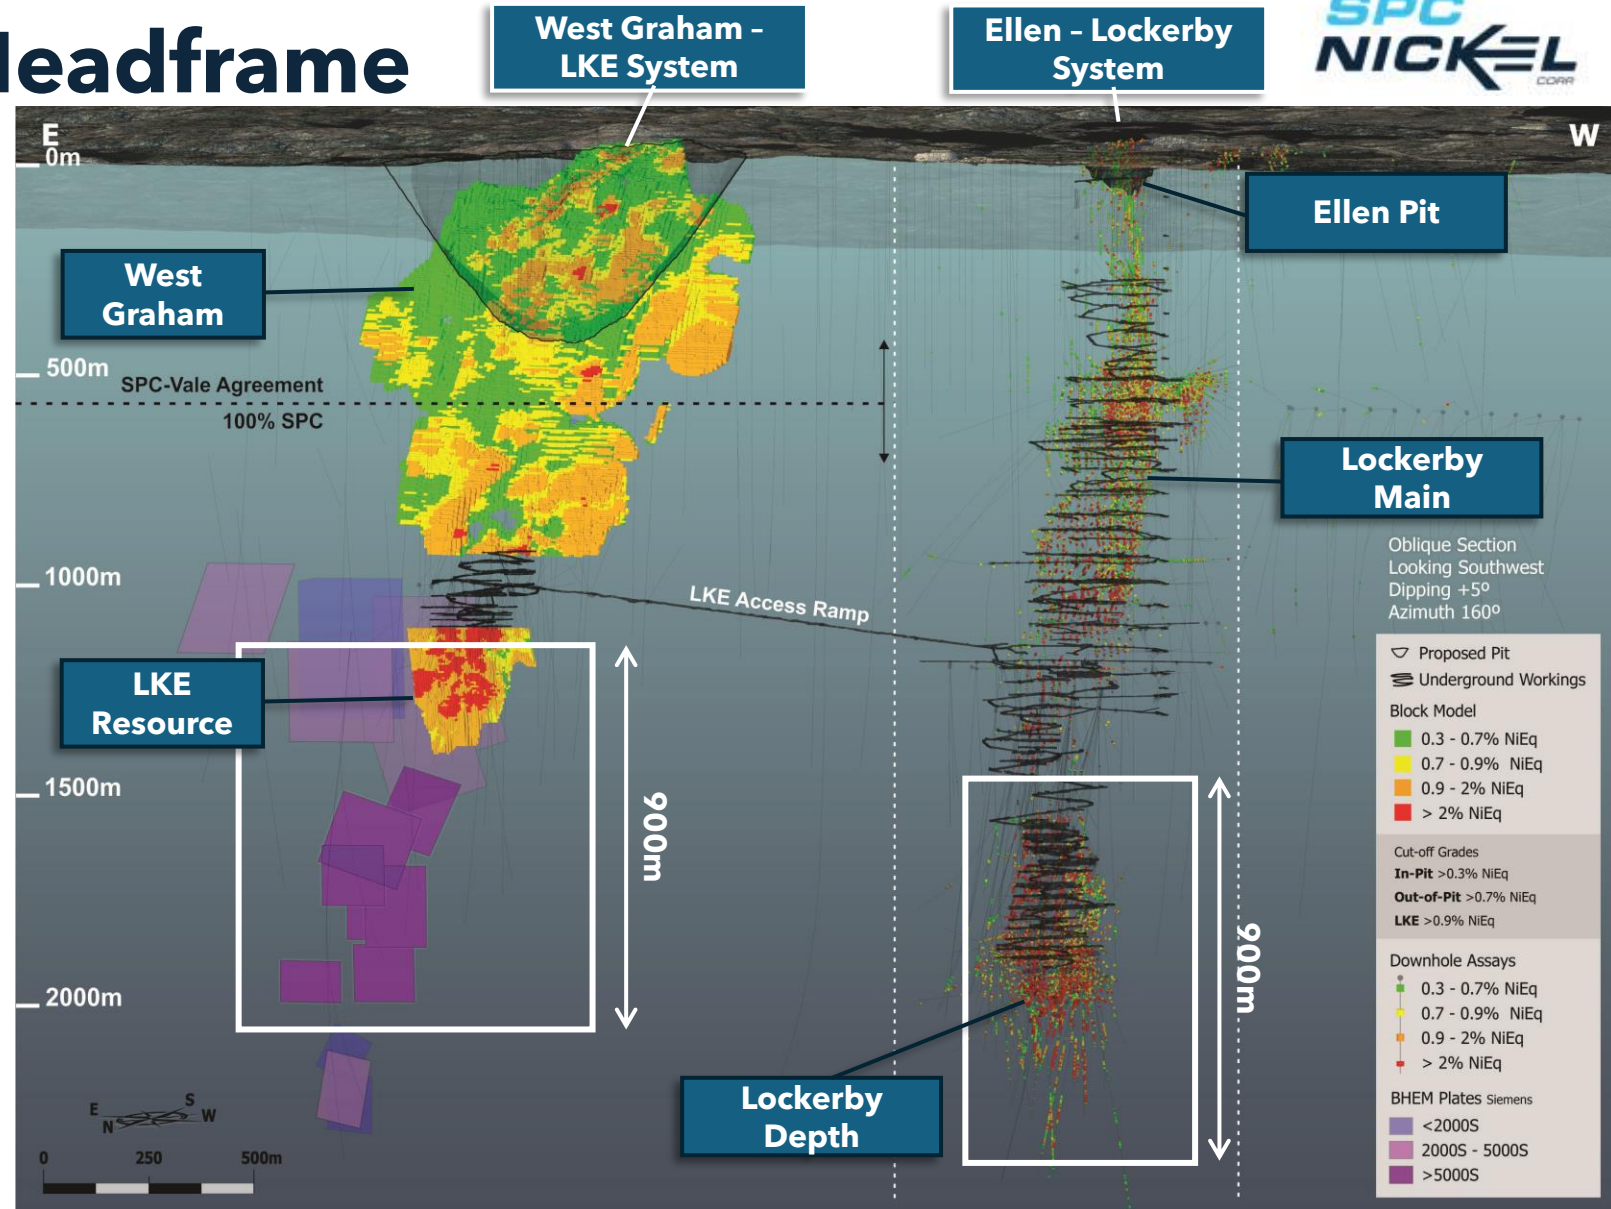 Headframe
West Graham –
LKE System
Ellen – Lockerby
System
SPC
NICKEL
CORP
E
W
0m
Ellen Pit
West
Graham
500m
SPC-Vale Agreement
100% SPC
Lockerby
Main
1000m
LKE Access Ramp
Oblique Section
Looking Southwest
Dipping +5º
Azimuth 160º
LKE
Resource
1500m
900m
900m
2000m
Lockerby
Depth
E
S
N
W
0 250 500m
Proposed Pit
Underground Workings
Block Model
0.3 - 0.7% NiEq
0.7 - 0.9% NiEq
0.9 - 2% NiEq
> 2% NiEq
Cut-off Grades
In-Pit >0.3% NiEq
Out-of-Pit >0.7% NiEq
LKE >0.9% NiEq
Downhole Assays
0.3 - 0.7% NiEq
0.7 - 0.9% NiEq
0.9 - 2% NiEq
> 2% NiEq
BHEM Plates Siemens
<2000S
2000S - 5000S
>5000S